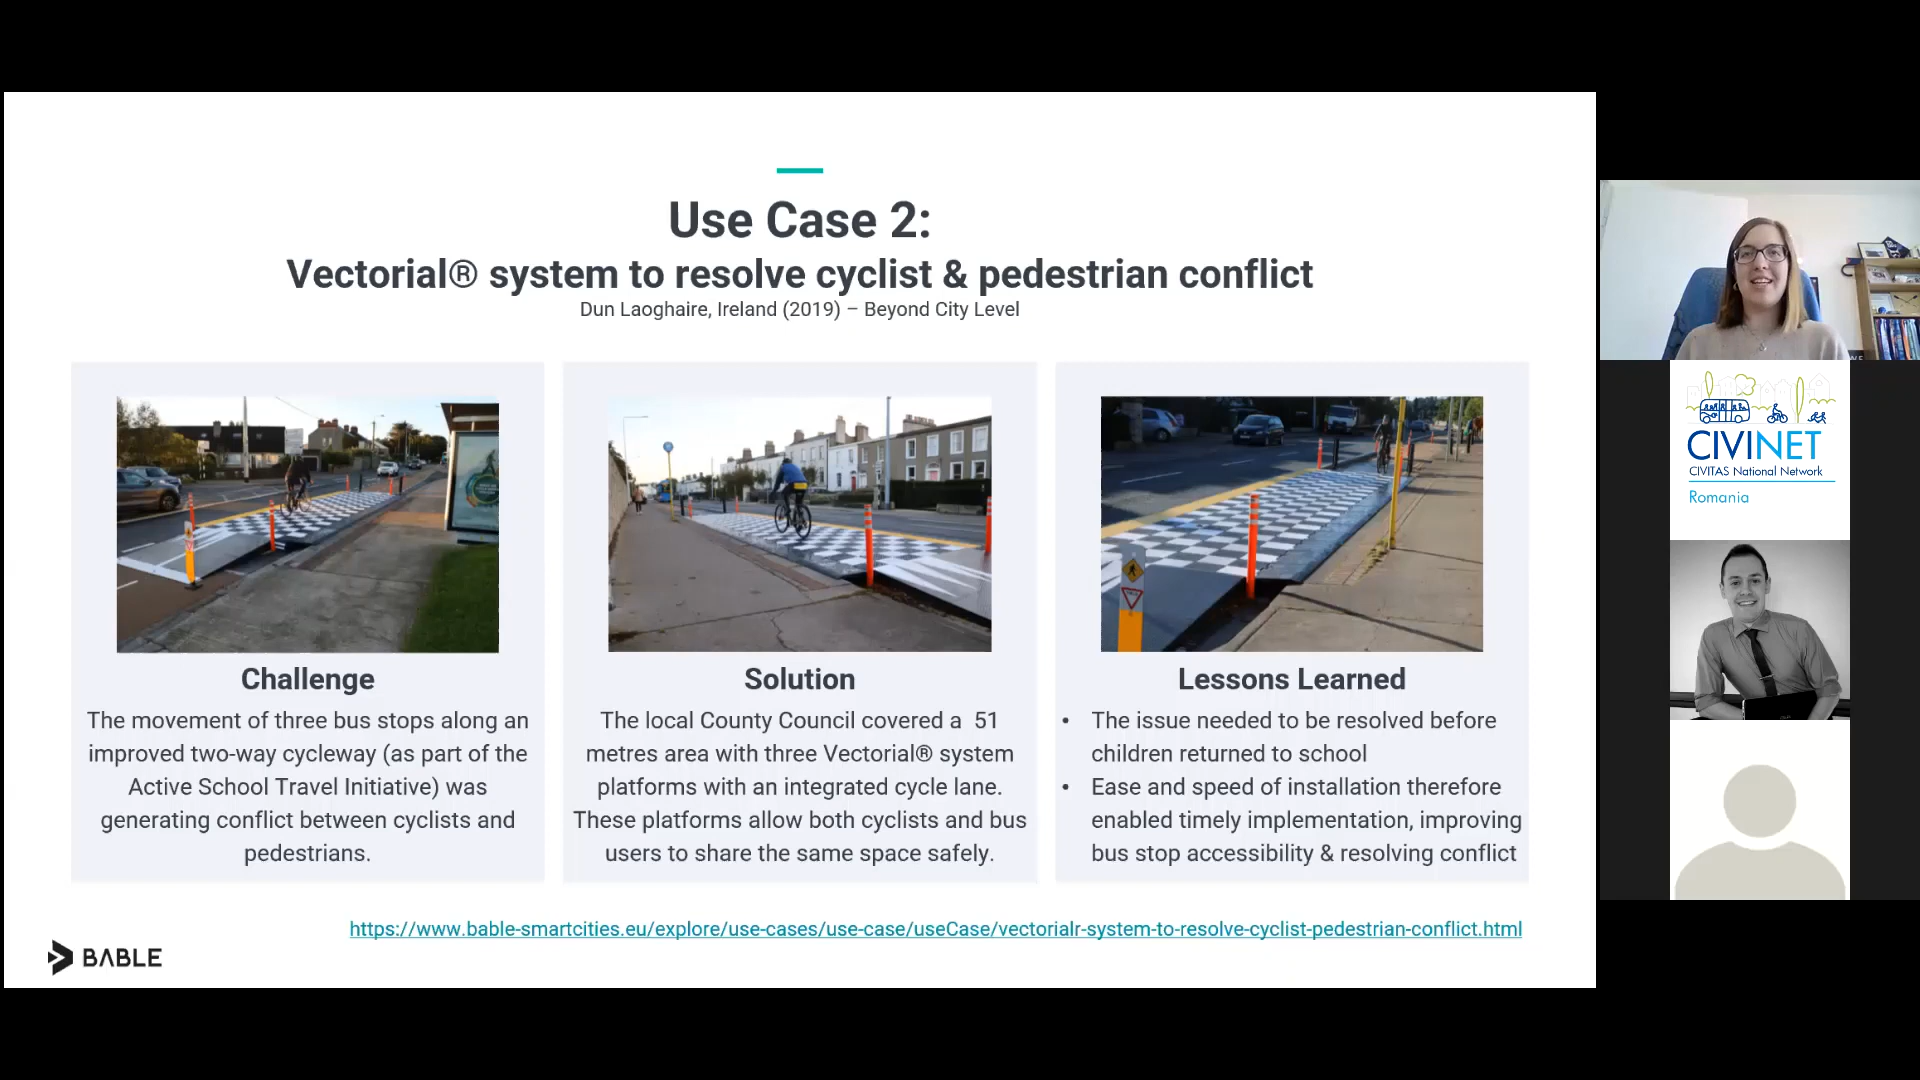 Use Case 2:
Vectorial® system to resolve cyclist & pedestrian conflict
Dun Laoghaire, Ireland (2019) – Beyond City Level
Challenge
The movement of three bus stops along an
improved two-way cycleway (as part of the
Active School Travel Initiative) was
generating conflict between cyclists and
pedestrians.
Solution
The local County Council covered a  51
metres area with three Vectorial® system
platforms with an integrated cycle lane.
These platforms allow both cyclists and bus
users to share the same space safely.
Lessons Learned
• The issue needed to be resolved before
children returned to school
• Ease and speed of installation therefore
enabled timely implementation, improving
bus stop accessibility & resolving conflict
https://www.bable-smartcities.eu/explore/use-cases/use-case/useCase/vectorialr-system-to-resolve-cyclist-pedestrian-conflict.html
BABLE
CIVINET
CIVITAS National Network
Romania